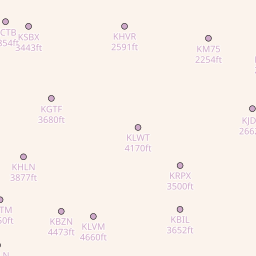 KSBX
3443ft
KHVR
2591ft
KM75
2254ft
KGTF
3680ft
KLWT
4170ft
KHLN
3877ft
KRPX
3500ft
KBZN
4473ft
KLVM
4660ft
KBIL
3652ft